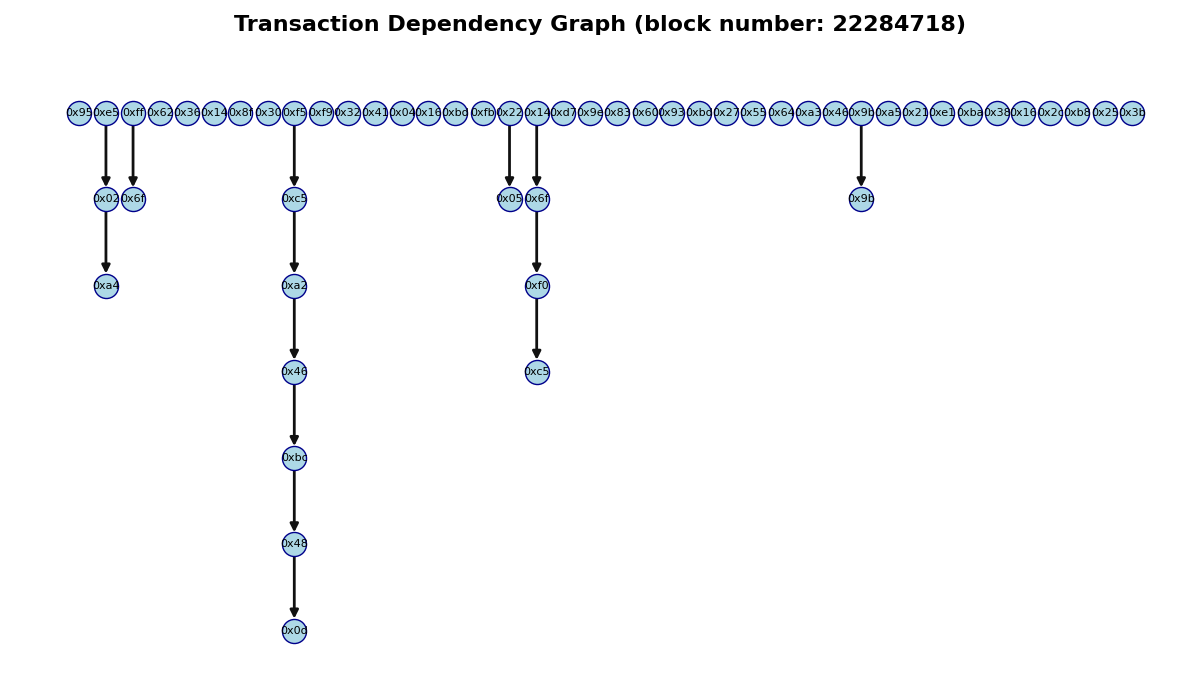 Transaction Dependency Graph (block number: 22284718)
0x95 0xe5 0xff 0x62 0x36 0x14 0x8f 0x30 0xf5 0xf9 0x32 0x41 0x04 0x16 0xbd 0xfb 0x22 0x14 0xd7 0x9e 0x83 0x60 0x93 0xbd 0x27 0x55 0x64 0xa3 0x46 0x9b 0xa5 0x21 0xe1 0xba 0x38 0x16 0x2c 0xb8 0x25 0x3b
0x02 0x6f 0xc5 0x05 0x6f 0x9b
0xa4 0xa2 0xf0
0x46 0xc5
0xbc
0x48
0x0d